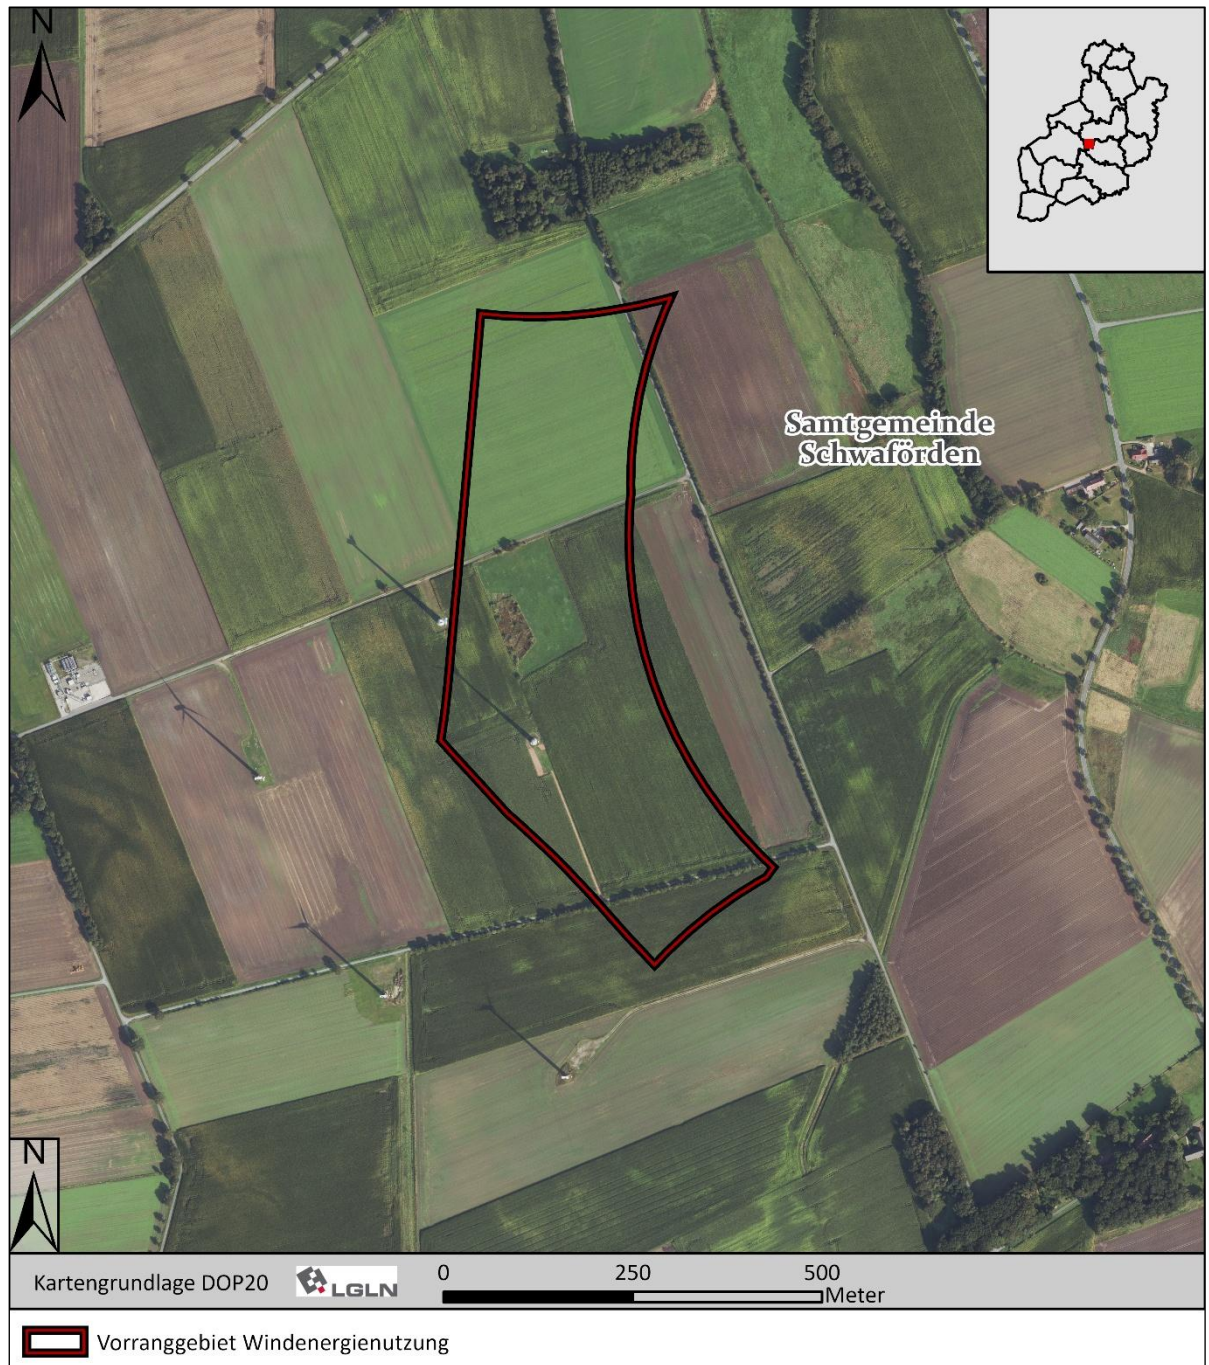 N
Samtgemeinde
Schwaförden
N
Kartengrundlage DOP20
LGLN
0 250 500
Meter
Vorranggebiet Windenergienutzung